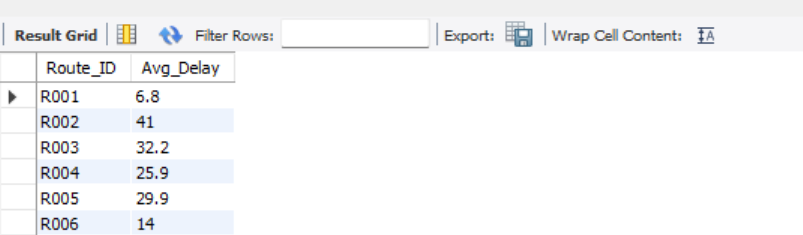 Result Grid Filter Rows: Export: Wrap Cell Content: IA
Route_ID Avg_Delay
R001 6.8
R002 41
R003 32.2
R004 25.9
R005 29.9
R006 14